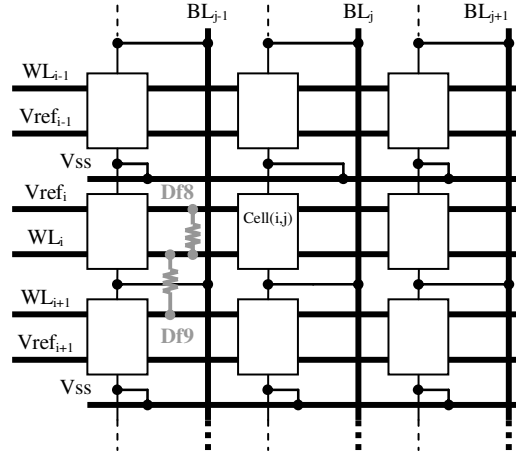 BLj-1 BLj BLj+1
WLi-1
Vrefi-1
Vss
Vrefi Df8
Cell(i,j)
WLi
WLi+1
Df9
Vrefi+1
Vss